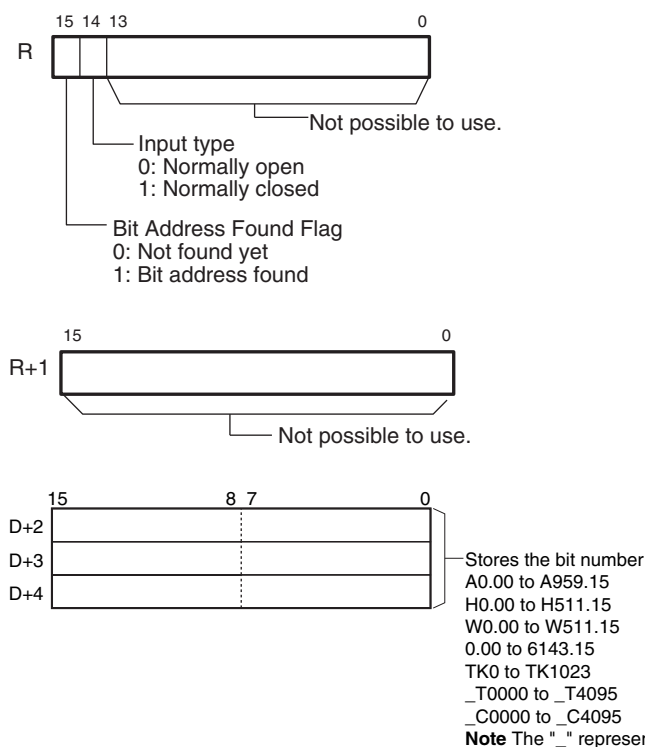 15 14 13 0
R
Not possible to use.
Input type
0: Normally open
1: Normally closed
Bit Address Found Flag
0: Not found yet
1: Bit address found
15 0
R+1
Not possible to use.
15 8 7 0
D+2
D+3
D+4
Stores the bit number
A0.00 to A959.15
H0.00 to H511.15
W0.00 to W511.15
0.00 to 6143.15
TK0 to TK1023
_T0000 to _T4095
_C0000 to _C4095
Note The "_" represer